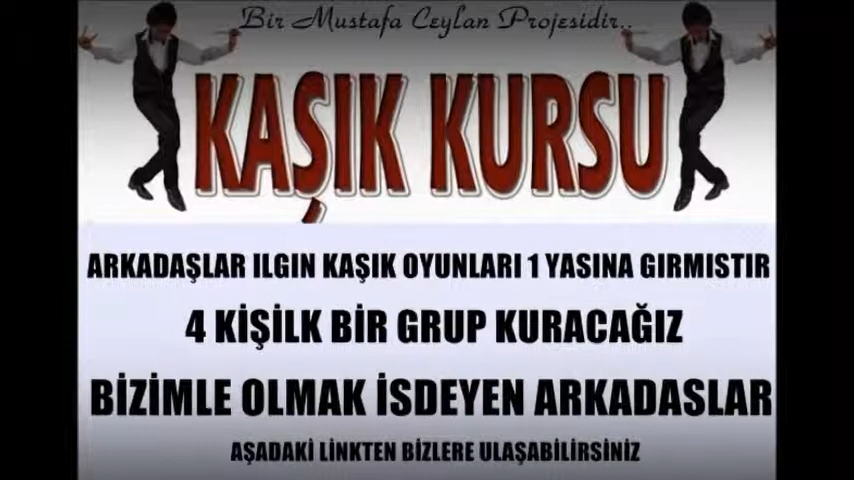 Bir Mustafa Ceylan Projesidir..
KAŞIK KURSU
ARKADAŞLAR ILGIN KAŞIK OYUNLARI 1 YASINA GIRMISTIR
4 KİŞİLK BİR GRUP KURACAĞIZ
BİZİMLE OLMAK İSDEYEN ARKADASLAR
AŞADAKİ LİNKTEN BİZLERE ULAŞABİLİRSİNİZ